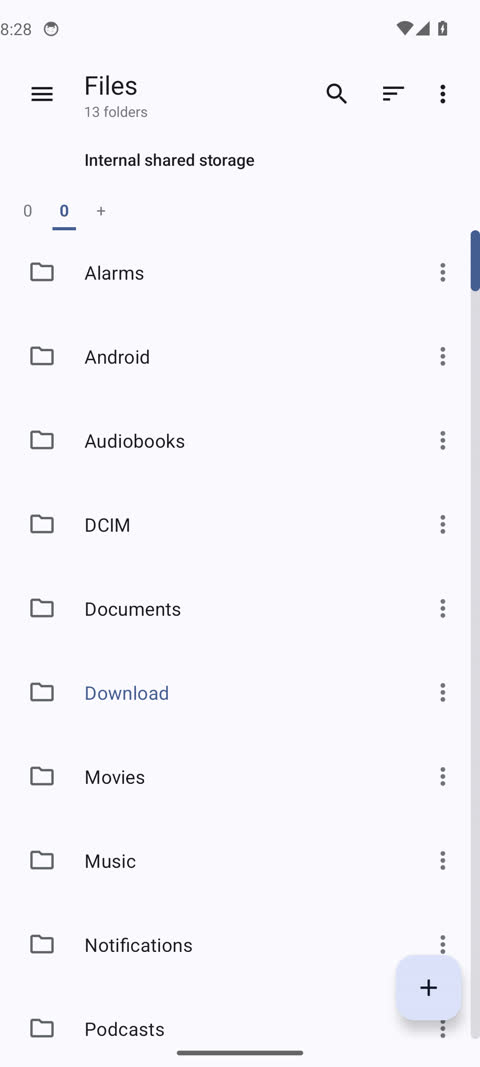 8:28
Files
13 folders
Internal shared storage
0 0 +
Alarms
Android
Audiobooks
DCIM
Documents
Download
Movies
Music
Notifications
Podcasts